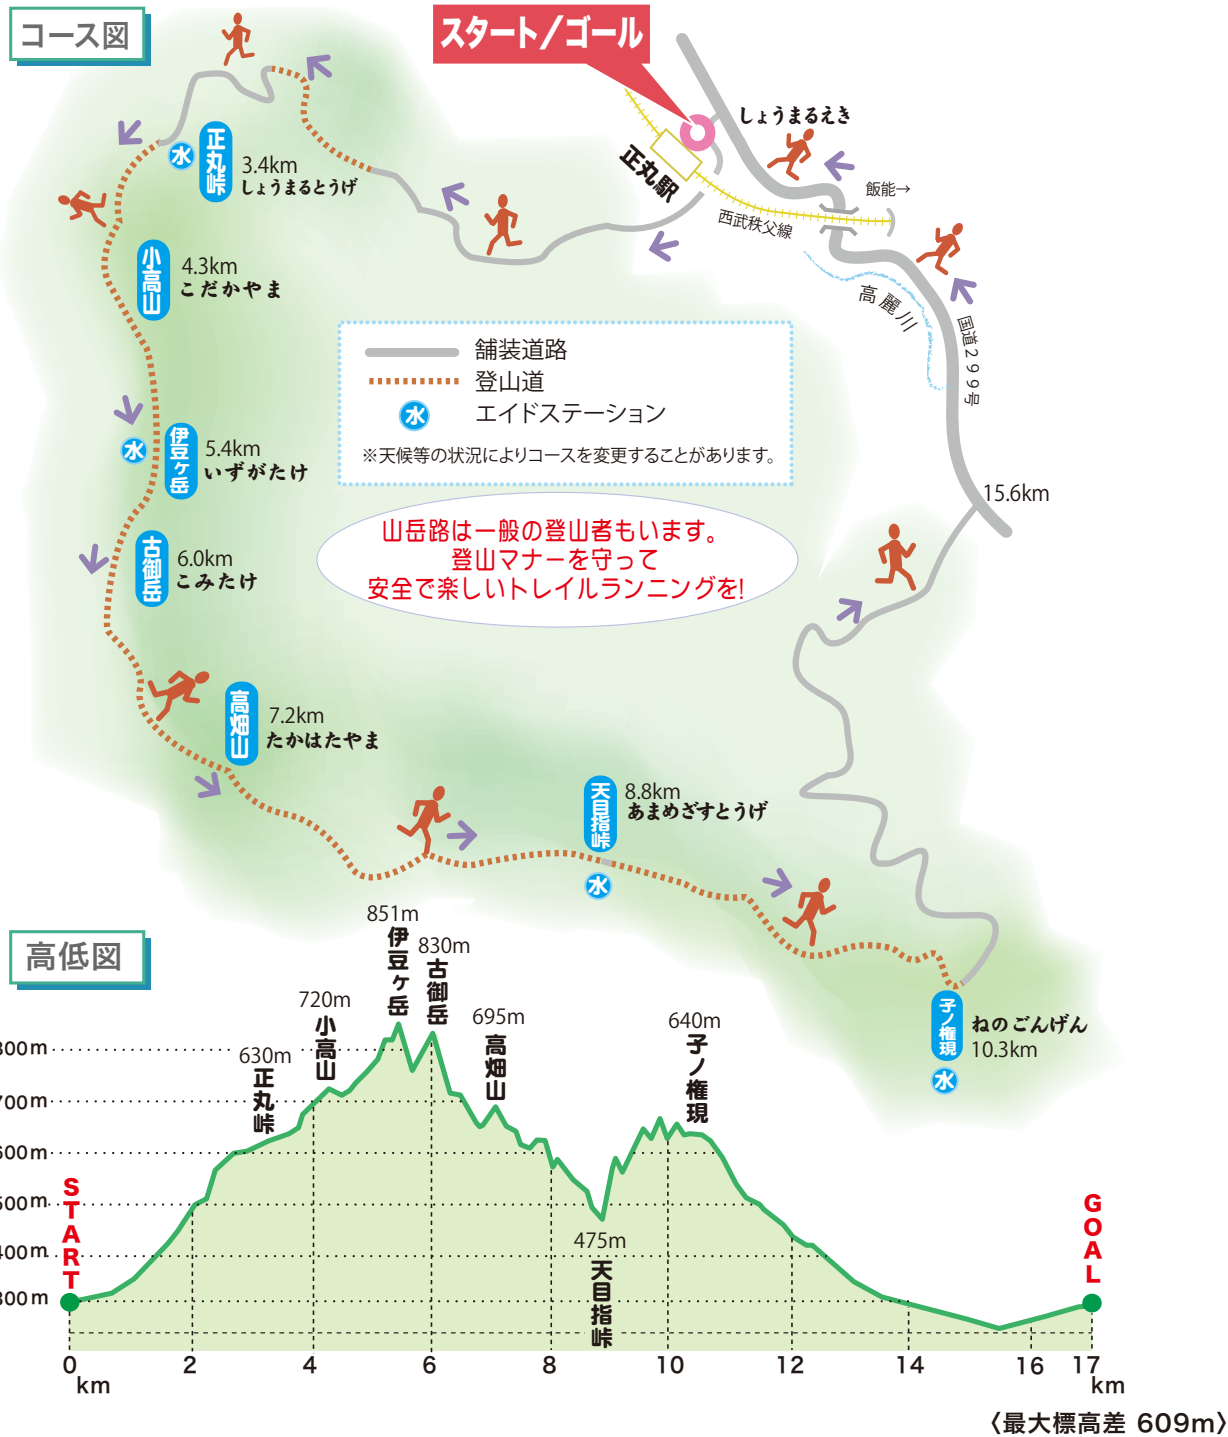 コース図
スタート/ゴール
しょうまるえき
正丸駅
飯能→
西武秩父線
高麗川
国道299号
水
正丸峠
3.4km
しょうまるとうげ
小高山
4.3km
こだかやま
舗装道路
登山道
水
エイドステーション
※天候等の状況によりコースを変更することがあります。
水
伊豆ヶ岳
5.4km
いずがたけ
15.6km
山岳路は一般の登山者もいます。
登山マナーを守って
安全で楽しいトレイルランニングを!
古御岳
6.0km
こみたけ
高畑山
7.2km
たかはたやま
天目指峠
8.8km
あまめざすとうげ
水
子ノ権現
ねのごんげん
10.3km
水
高低図
851m
伊豆ヶ岳
830m
古御岳
720m
小高山
695m
高畑山
640m
子ノ権現
630m
正丸峠
475m
天目指峠
800m
700m
600m
500m
400m
300m
START
GOAL
0 2 4 6 8 10 12 14 16 17
km km
〈最大標高差 609m〉